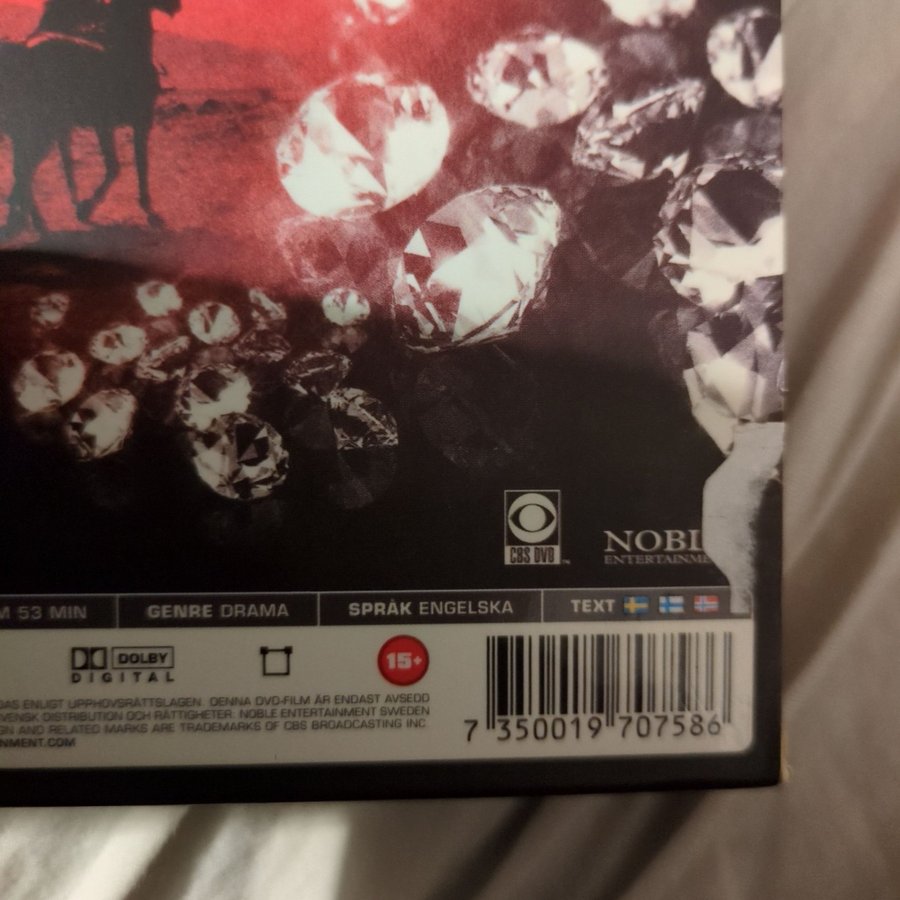 CBS DVD™
NOBL
ENTERTAINME
M 53 MIN
GENRE DRAMA
SPRÅK ENGELSKA
TEXT
DOLBY
DIGITAL
15+
DAS ENLIGT UPPHOVSRÄTTSLAGEN. DENNA DVD-FILM ÄR ENDAST AVSEDD
VENSK DISTRIBUTION OCH RÄTTIGHETER: NOBLE ENTERTAINMENT SWEDEN
GN AND RELATED MARKS ARE TRADEMARKS OF CBS BROADCASTING INC.
NMENT.COM
7 350019 707586